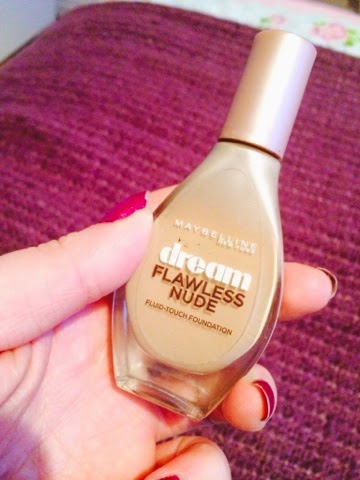 MAYBELLINE
NEW YORK
dream
FLAWLESS
NUDE
FLUID-TOUCH FOUNDATION